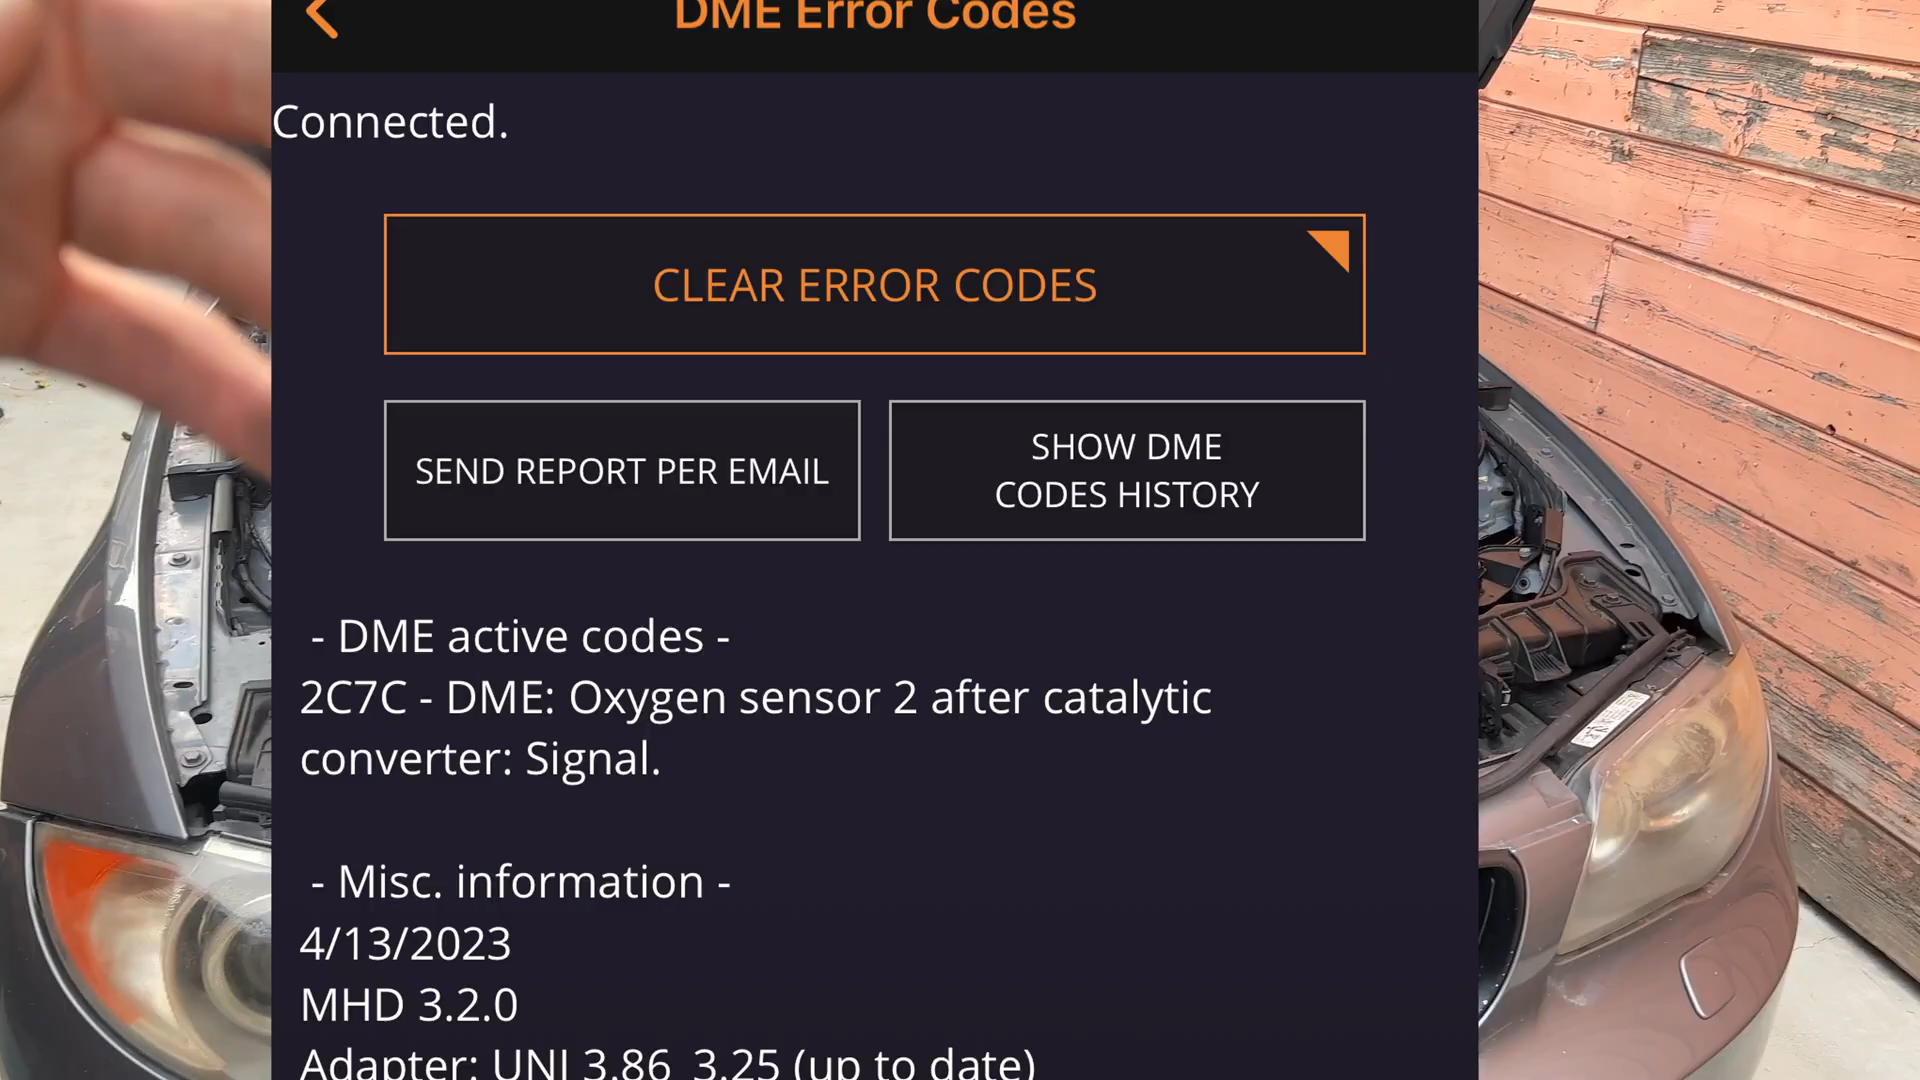 DME Error Codes
Connected.
CLEAR ERROR CODES
SEND REPORT PER EMAIL
SHOW DME
CODES HISTORY
- DME active codes -
2C7C - DME: Oxygen sensor 2 after catalytic
converter: Signal.
- Misc. information -
4/13/2023
MHD 3.2.0
Adapter: UNI 3.86 3.25 (up to date)